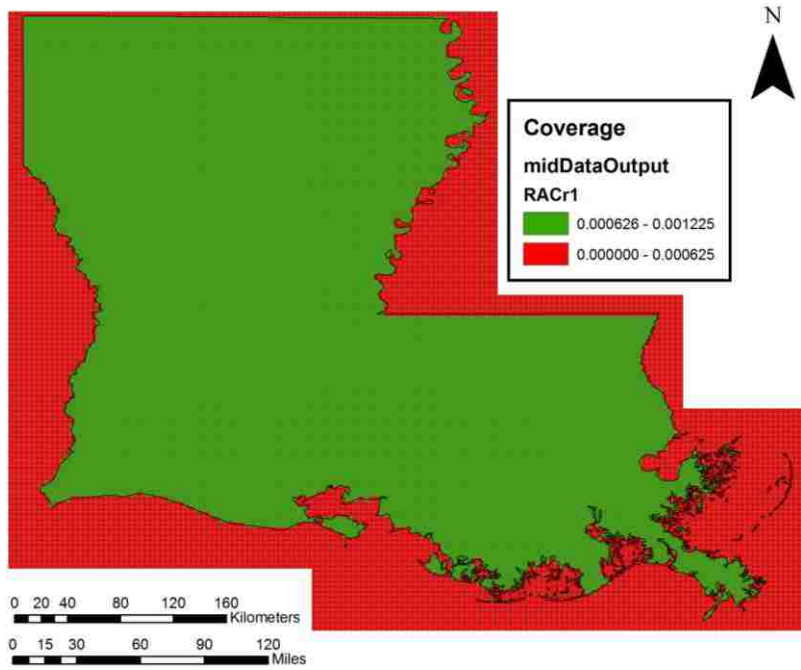 N
Coverage
midDataOutput
RACr1
0.000626 - 0.001225
0.000000 - 0.000625
0 20 40 80 120 160
Kilometers
0 15 30 60 90 120
Miles